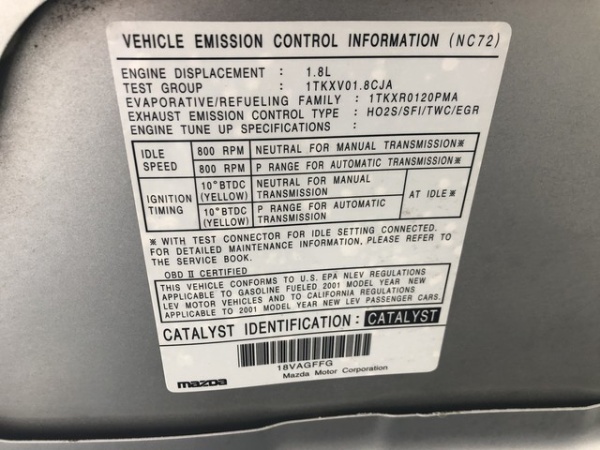 VEHICLE EMISSION CONTROL INFORMATION (NC72)
ENGINE DISPLACEMENT : 1.8L
TEST GROUP : 1TKXV01.8CJA
EVAPORATIVE/REFUELING FAMILY : 1TKXR0120PMA
EXHAUST EMISSION CONTROL TYPE : HO2S/SFI/TWC/EGR
ENGINE TUNE UP SPECIFICATIONS :
IDLE SPEED 800 RPM NEUTRAL FOR MANUAL TRANSMISSION※
800 RPM P RANGE FOR AUTOMATIC TRANSMISSION※
IGNITION TIMING 10°BTDC (YELLOW) NEUTRAL FOR MANUAL TRANSMISSION AT IDLE※
10°BTDC (YELLOW) P RANGE FOR AUTOMATIC TRANSMISSION
※ WITH TEST CONNECTOR FOR IDLE SETTING CONNECTED.
FOR DETAILED MAINTENANCE INFORMATION, PLEASE REFER TO
THE SERVICE BOOK.
OBD II CERTIFIED
THIS VEHICLE CONFORMS TO U.S. EPA NLEV REGULATIONS
APPLICABLE TO GASOLINE FUELED 2001 MODEL YEAR NEW
LEV MOTOR VEHICLES AND TO CALIFORNIA REGULATIONS
APPLICABLE TO 2001 MODEL YEAR NEW LEV PASSENGER CARS.
CATALYST IDENTIFICATION : CATALYST
18VAGFFG
mazda Mazda Motor Corporation